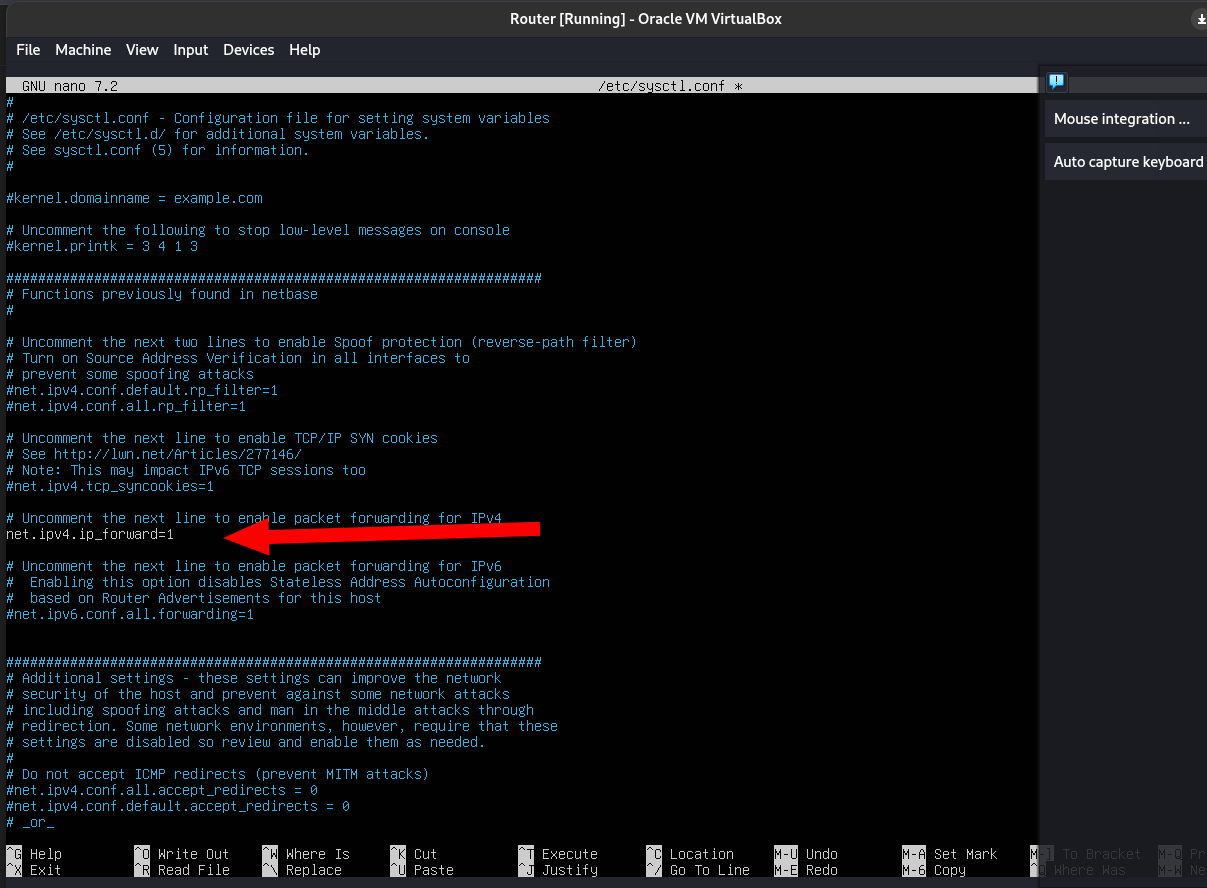 Router [Running] - Oracle VM VirtualBox
File Machine View Input Devices Help
GNU nano 7.2 /etc/sysctl.conf *
#
# /etc/sysctl.conf - Configuration file for setting system variables
# See /etc/sysctl.d/ for additional system variables.
# See sysctl.conf (5) for information.
#
#kernel.domainname = example.com
# Uncomment the following to stop low-level messages on console
#kernel.printk = 3 4 1 3
###################################################################
# Functions previously found in netbase
#
# Uncomment the next two lines to enable Spoof protection (reverse-path filter)
# Turn on Source Address Verification in all interfaces to
# prevent some spoofing attacks
#net.ipv4.conf.default.rp_filter=1
#net.ipv4.conf.all.rp_filter=1
# Uncomment the next line to enable TCP/IP SYN cookies
# See http://lwn.net/Articles/277146/
# Note: This may impact IPv6 TCP sessions too
#net.ipv4.tcp_syncookies=1
# Uncomment the next line to enable packet forwarding for IPv4
net.ipv4.ip_forward=1
# Uncomment the next line to enable packet forwarding for IPv6
#  Enabling this option disables Stateless Address Autoconfiguration
#  based on Router Advertisements for this host
#net.ipv6.conf.all.forwarding=1
###################################################################
# Additional settings - these settings can improve the network
# security of the host and prevent against some network attacks
# including spoofing attacks and man in the middle attacks through
# redirection. Some network environments, however, require that these
# settings are disabled so review and enable them as needed.
#
# Do not accept ICMP redirects (prevent MITM attacks)
#net.ipv4.conf.all.accept_redirects = 0
#net.ipv4.conf.default.accept_redirects = 0
# _or_
^G Help ^O Write Out ^W Where Is ^K Cut ^T Execute ^C Location M-U Undo M-A Set Mark M-] To Bracket M-Q
^X Exit ^R Read File ^\ Replace ^U Paste ^J Justify ^/ Go To Line M-E Redo M-6 Copy ^Q Where Was M-W
Mouse integration ...
Auto capture keyboard